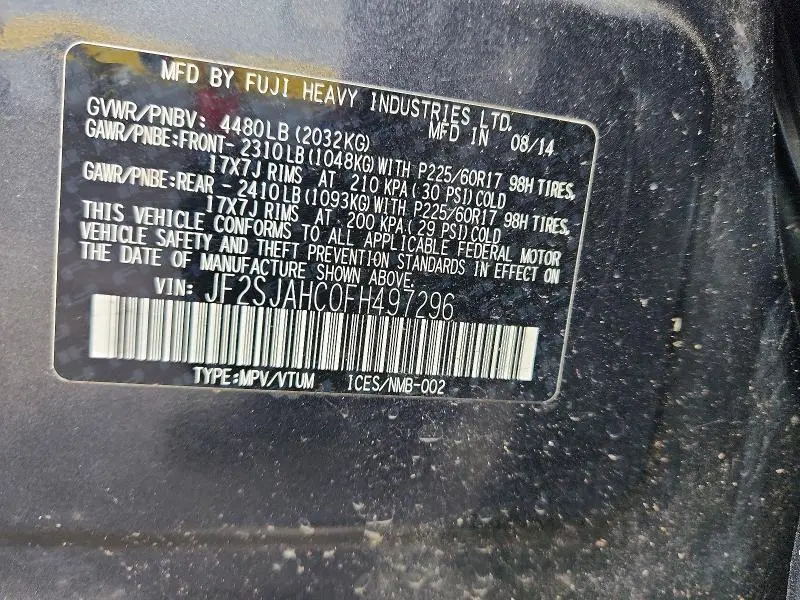 MFD BY FUJI HEAVY INDUSTRIES LTD.
GVWR/PNBV: 4480LB (2032KG) MFD IN 08/14
GAWR/PNBE:FRONT- 2310LB(1048KG)WITH P225/60R17 98H TIRES,
17X7J RIMS AT 210 KPA( 30 PSI)COLD
GAWR/PNBE:REAR - 2410LB(1093KG)WITH P225/60R17 98H TIRES,
17X7J RIMS AT 200 KPA( 29 PSI)COLD
THIS VEHICLE CONFORMS TO ALL APPLICABLE FEDERAL MOTOR
VEHICLE SAFETY AND THEFT PREVENTION STANDARDS IN EFFECT ON
THE DATE OF MANUFACTURE SHOWN ABOVE.
VIN: JF2SJAHC0FH497296
TYPE:MPV/VTUM ICES/NMB-002